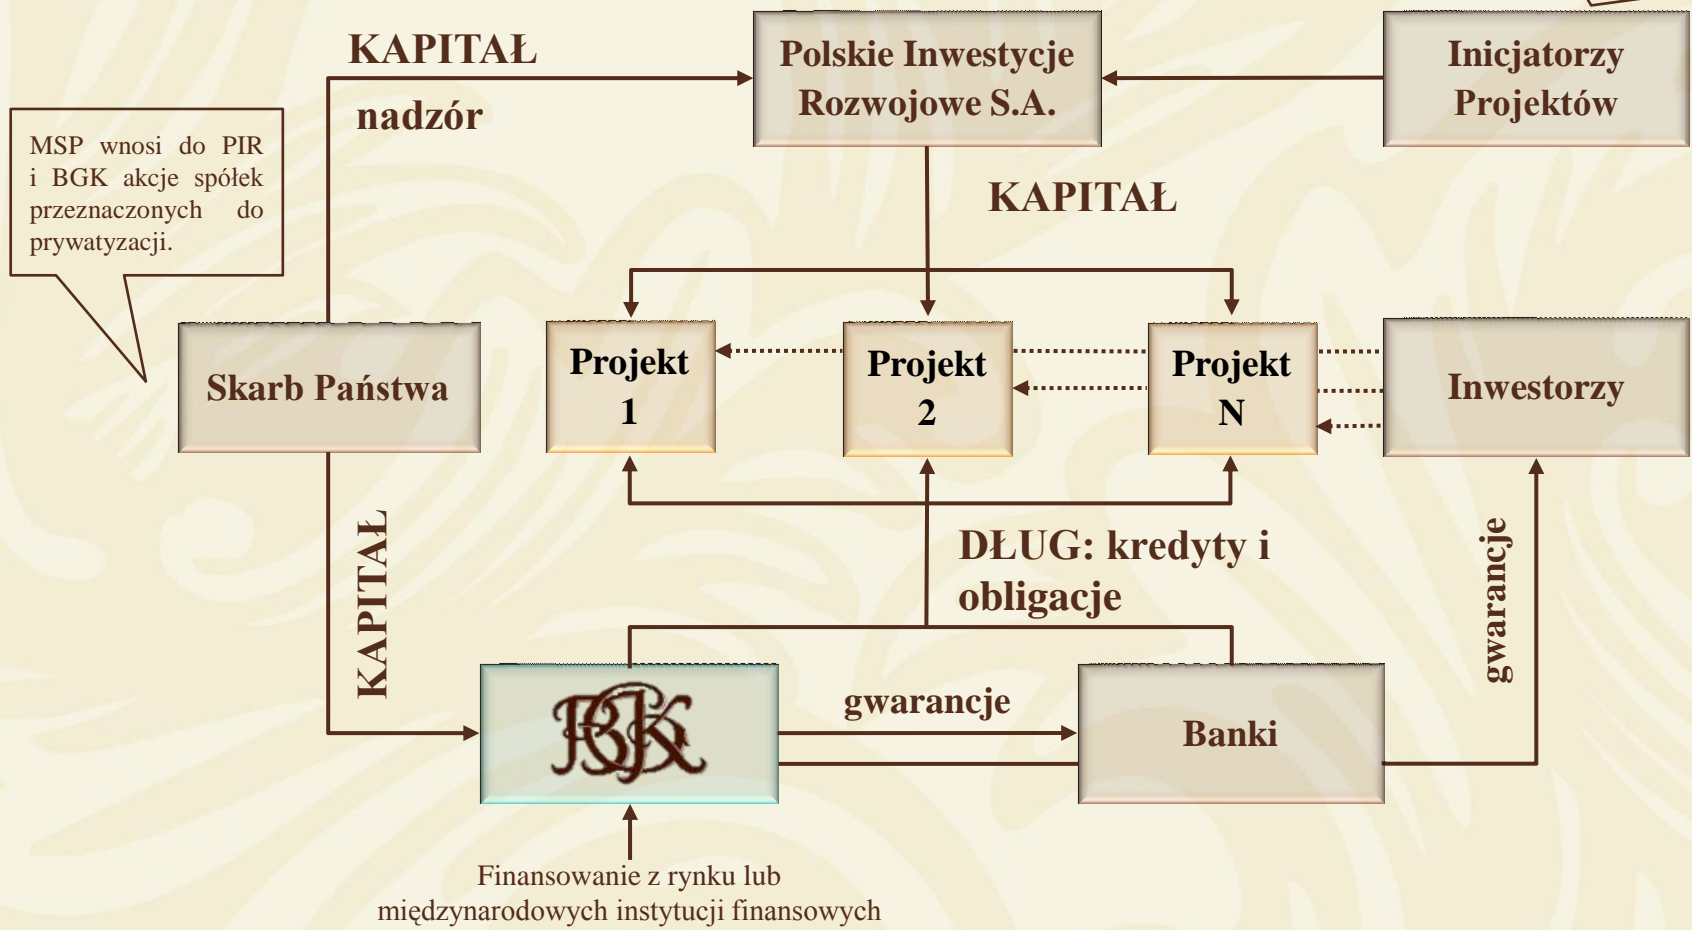 KAPITAŁ
nadzór
Polskie Inwestycje
Rozwojowe S.A.
Inicjatorzy
Projektów
MSP wnosi do PIR
i BGK akcje spółek
przeznaczonych do
prywatyzacji.
KAPITAŁ
Skarb Państwa
Projekt
1
Projekt
2
Projekt
N
Inwestorzy
KAPITAŁ
DŁUG: kredyty i
obligacje
gwarancje
BGK
gwarancje
Banki
Finansowanie z rynku lub
międzynarodowych instytucji finansowych